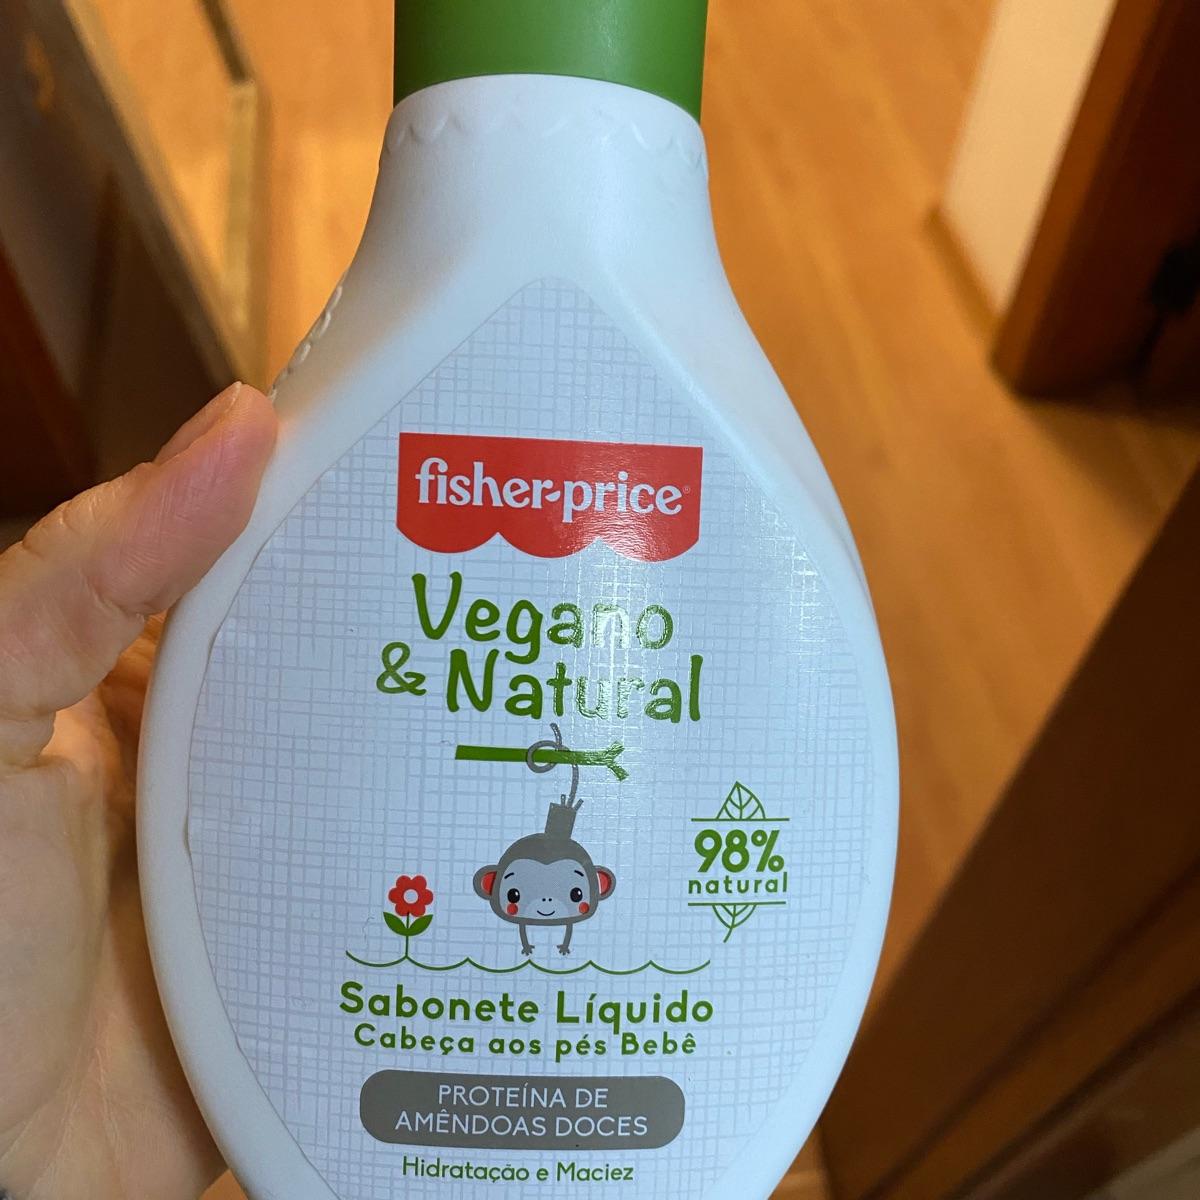 fisher-price®
Vegano
& Natural
98%
natural
Sabonete Líquido
Cabeça aos pés Bebê
PROTEÍNA DE
AMÊNDOAS DOCES
Hidratação e Maciez